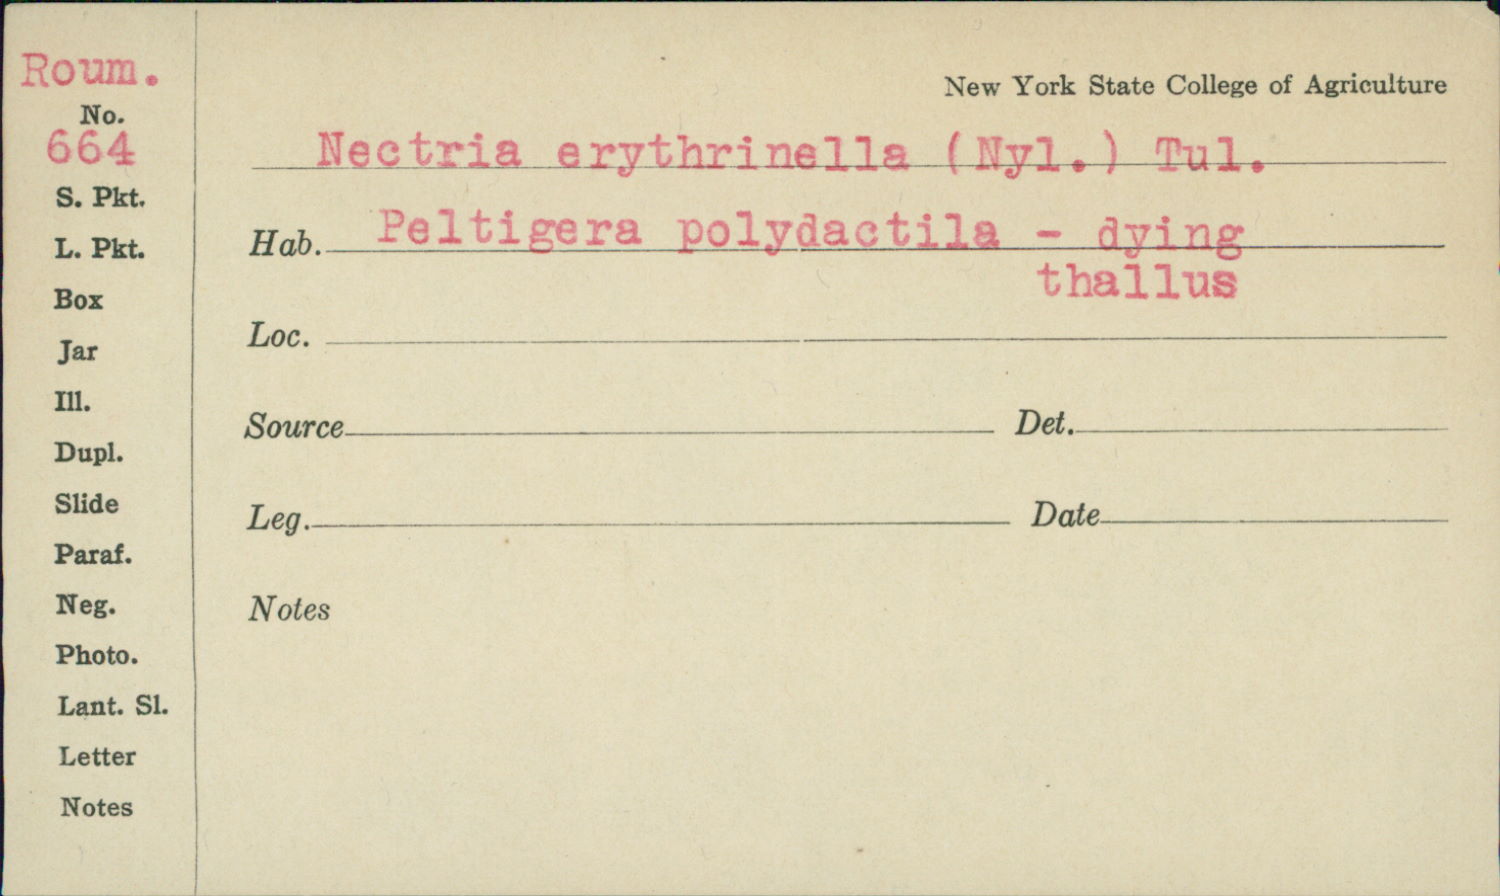 Roum.
No.
664
S. Pkt.
L. Pkt.
Box
Jar
Ill.
Dupl.
Slide
Paraf.
Neg.
Photo.
Lant. Sl.
Letter
Notes
New York State College of Agriculture
Nectria erythrinella (Nyl.) Tul.
Hab. Peltigera polydactila - dying
thallus
Loc.
Source Det.
Leg. Date
Notes